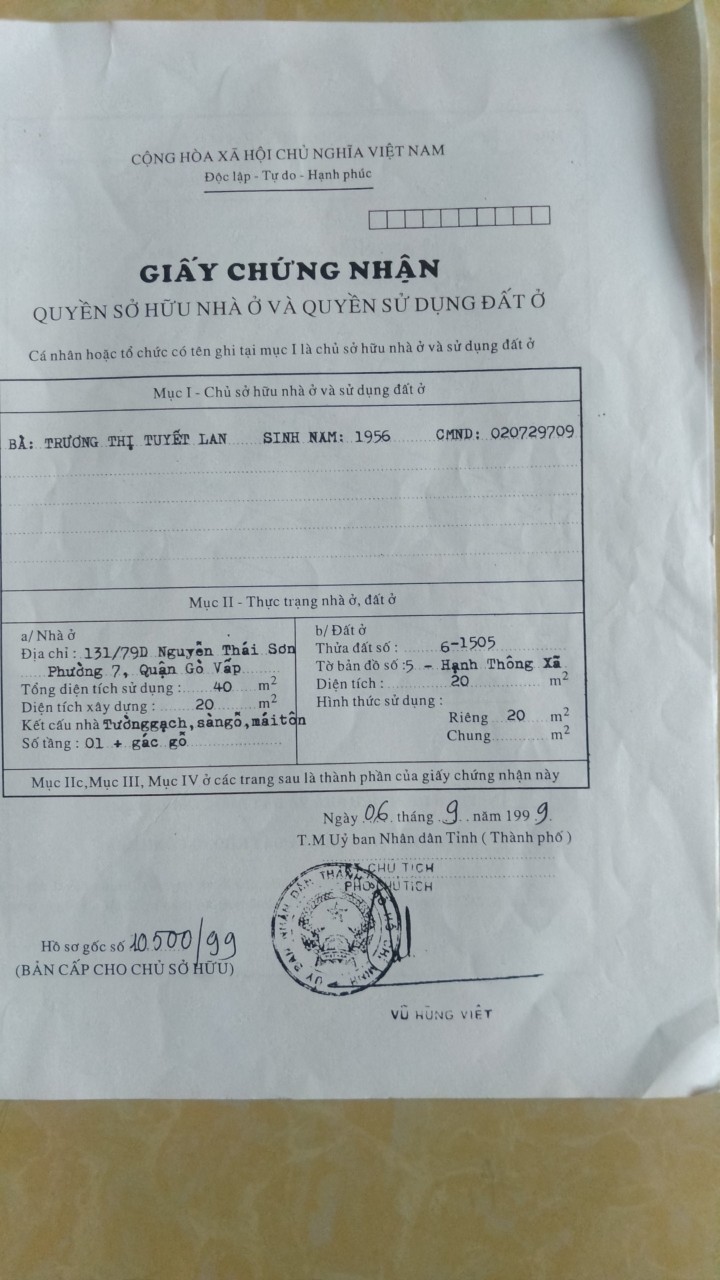 CỘNG HÒA XÃ HỘI CHỦ NGHĨA VIỆT NAM
Độc lập - Tự do - Hạnh phúc
GIẤY CHỨNG NHẬN
QUYỀN SỞ HỮU NHÀ Ở VÀ QUYỀN SỬ DỤNG ĐẤT Ở
Cá nhân hoặc tổ chức có tên ghi tại mục I là chủ sở hữu nhà ở và sử dụng đất ở
Mục I - Chủ sở hữu nhà ở và sử dụng đất ở
BÀ: TRƯƠNG THỊ TUYẾT LAN SINH NĂM: 1956 CMND: 020729709
Mục II - Thực trạng nhà ở, đất ở
a/ Nhà ở
Địa chỉ : 131/79D Nguyễn Thái Sơn
Phường 7, Quận Gò Vấp
Tổng diện tích sử dụng : 40 m2
Diện tích xây dựng : 20 m2
Kết cấu nhà Tườnggạch,sàngỗ,máitôn
Số tầng : 01 + gác gỗ
b/ Đất ở
Thửa đất số : 6-1505
Tờ bản đồ số :5 - Hạnh Thông Xã
Diện tích : 20 m2
Hình thức sử dụng :
Riêng 20 m2
Chung m2
Mục IIc,Mục III, Mục IV ở các trang sau là thành phần của giấy chứng nhận này
Ngày 06 tháng 9 năm 1999.
T.M Uỷ ban Nhân dân Tỉnh ( Thành phố )
CHỦ TỊCH
PHÓ CHỦ TỊCH
Hồ sơ gốc số 10.500/99
(BẢN CẤP CHO CHỦ SỞ HỮU)
VŨ HÙNG VIỆT